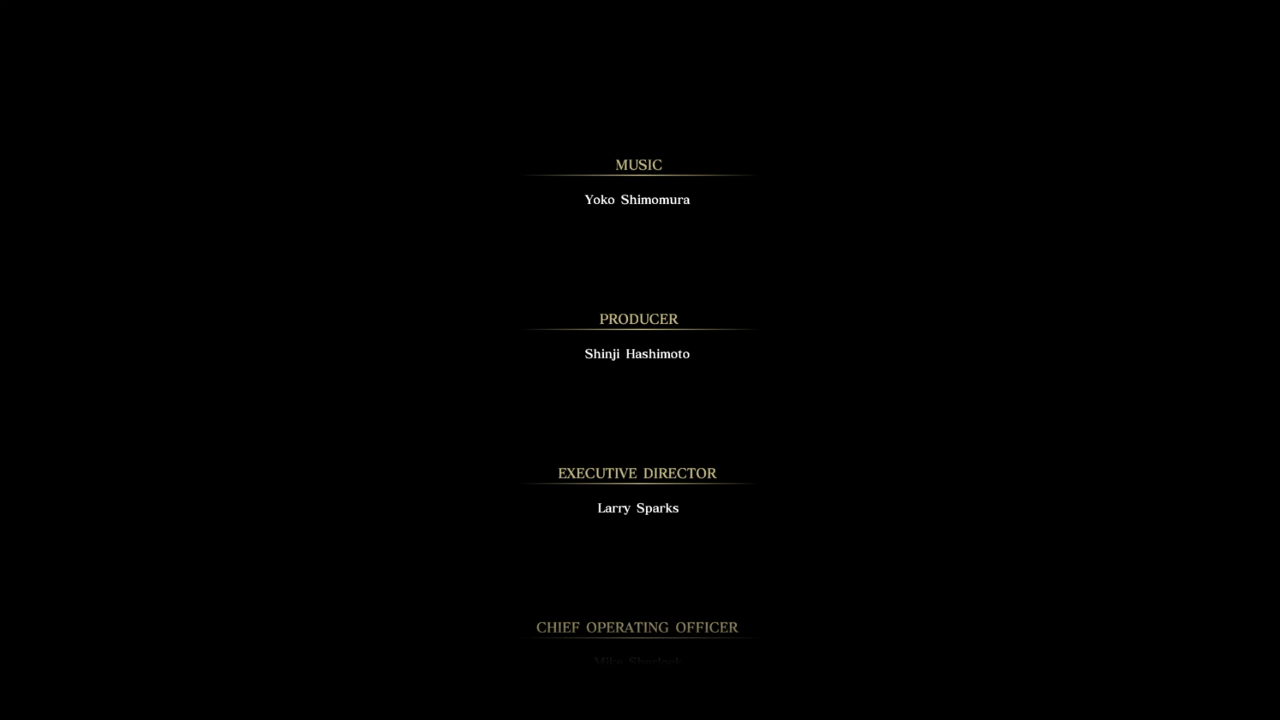 MUSIC
Yoko Shimomura
PRODUCER
Shinji Hashimoto
EXECUTIVE DIRECTOR
Larry Sparks
CHIEF OPERATING OFFICER